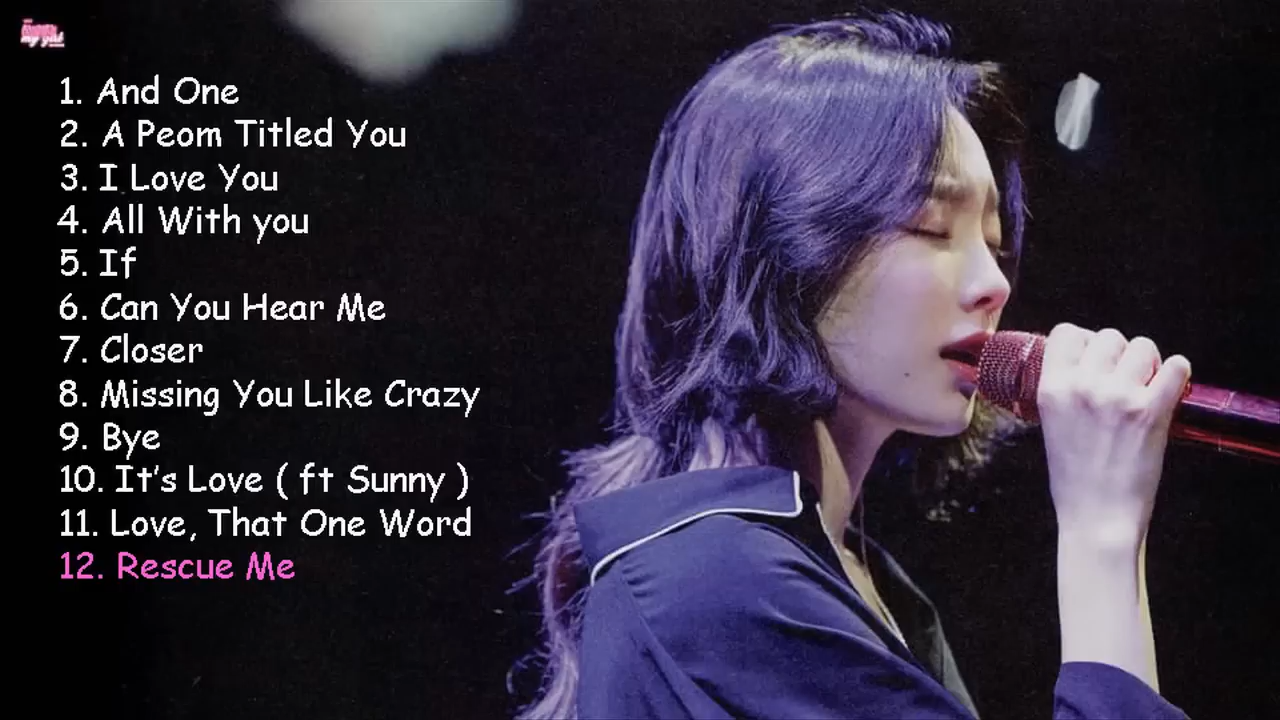 my girl
1. And One
2. A Peom Titled You
3. I Love You
4. All With you
5. If
6. Can You Hear Me
7. Closer
8. Missing You Like Crazy
9. Bye
10. It's Love ( ft Sunny )
11. Love, That One Word
12. Rescue Me